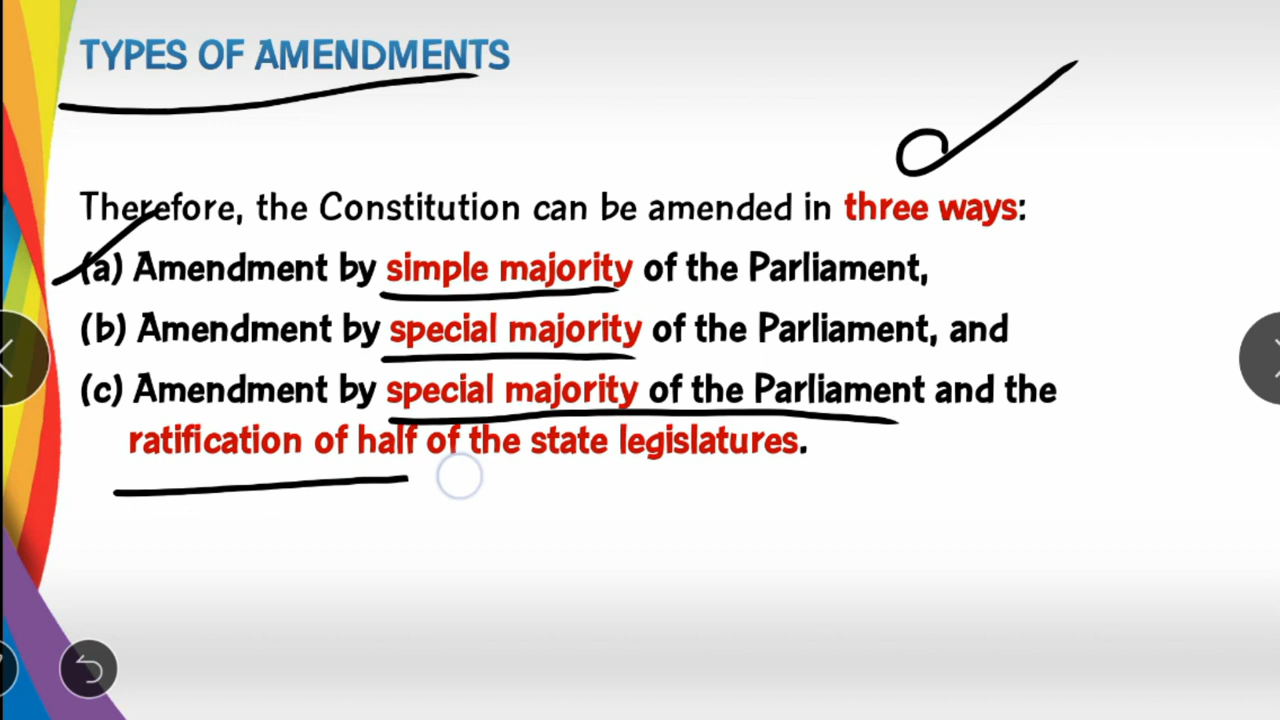 TYPES OF AMENDMENTS
Therefore, the Constitution can be amended in three ways:
(a) Amendment by simple majority of the Parliament,
(b) Amendment by special majority of the Parliament, and
(c) Amendment by special majority of the Parliament and the
ratification of half of the state legislatures.